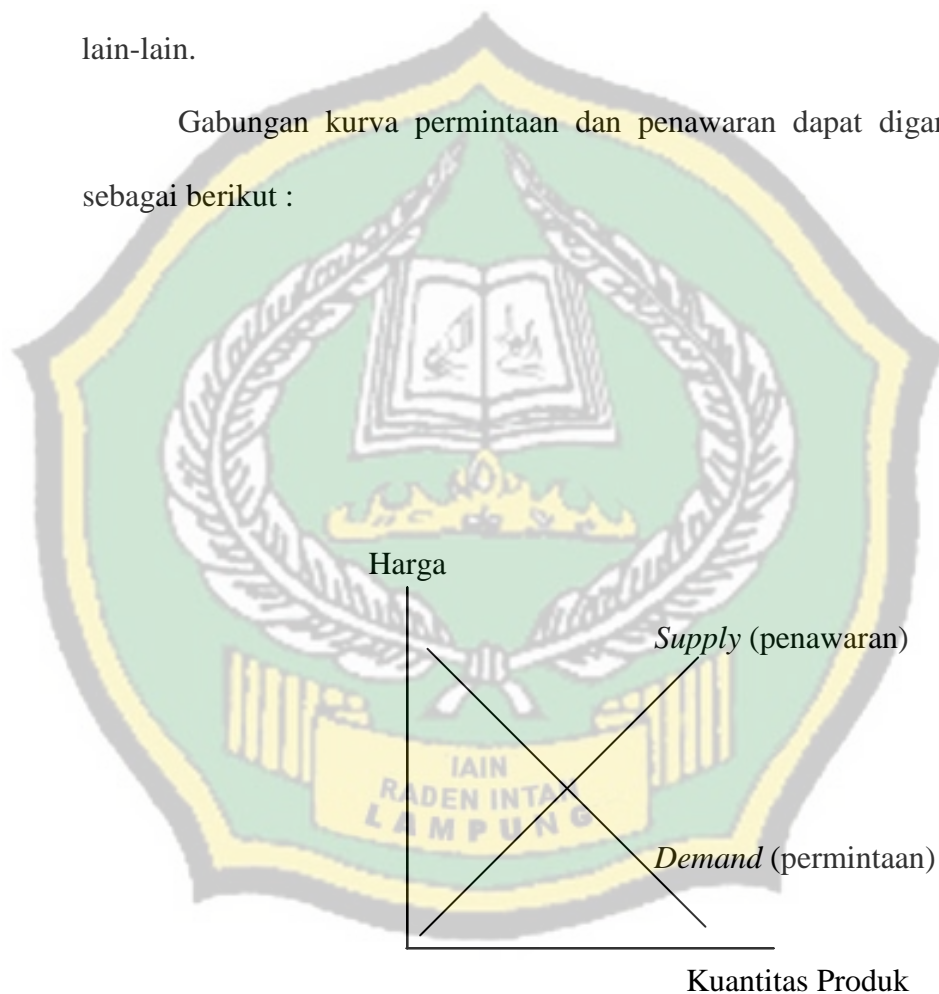 lain-lain.
Gabungan kurva permintaan dan penawaran dapat
sebagai berikut :
Harga
Supply (penawaran)
IAIN
RADEN INTAN
LAMPUNG
Demand (permintaan)
Kuantitas Produk